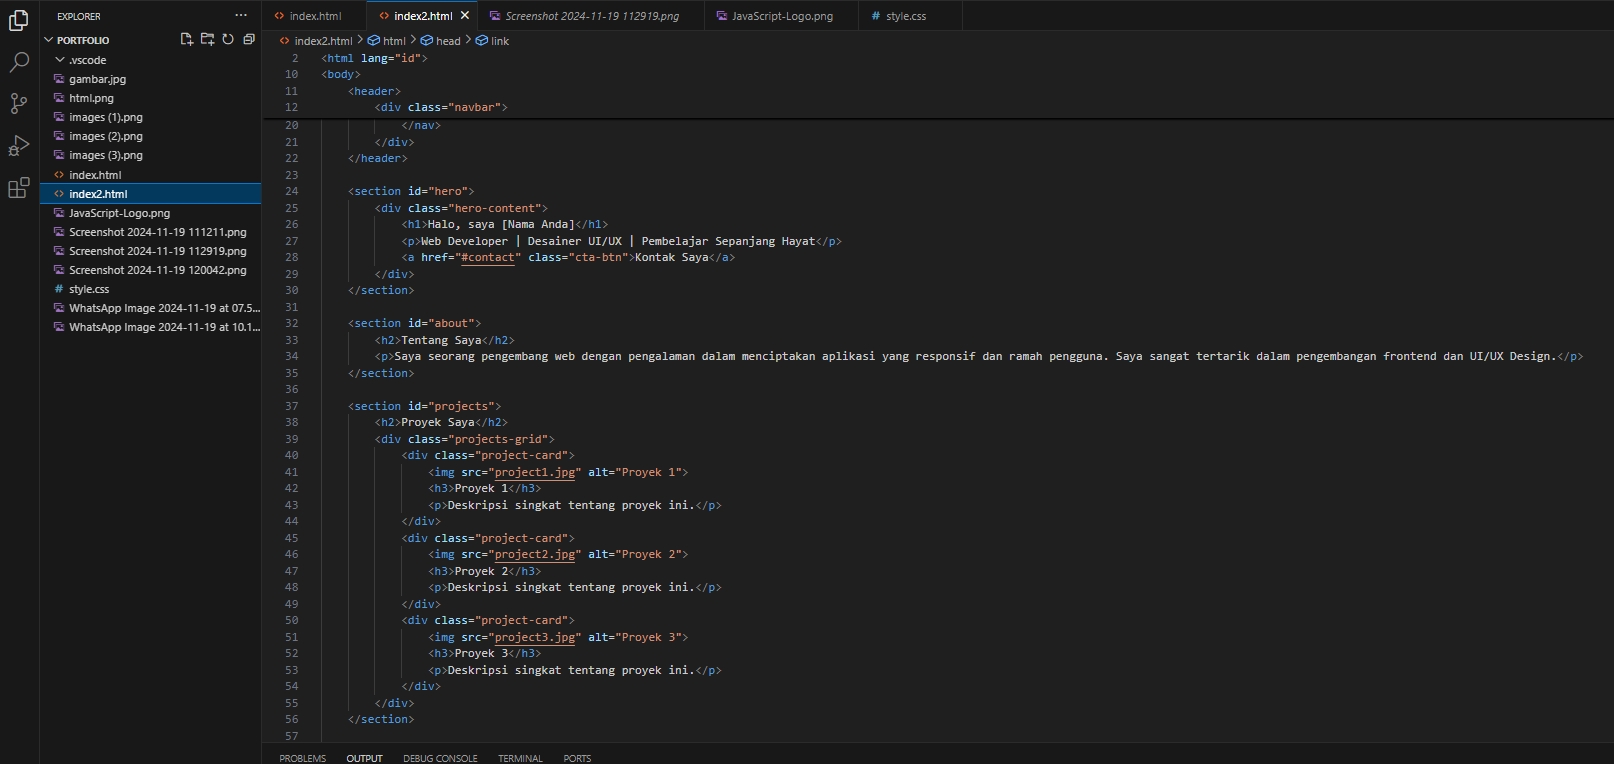 EXPLORER
PORTFOLIO
.vscode
gambar.jpg
html.png
images (1).png
images (2).png
images (3).png
index.html
index2.html
JavaScript-Logo.png
Screenshot 2024-11-19 111211.png
Screenshot 2024-11-19 112919.png
Screenshot 2024-11-19 120042.png
style.css
WhatsApp Image 2024-11-19 at 07.5...
WhatsApp Image 2024-11-19 at 10.1...
index.html index2.html Screenshot 2024-11-19 112919.png JavaScript-Logo.png style.css
index2.html > html > head > link
2 <html lang="id">
10 <body>
11 <header>
12 <div class="navbar">
20 </nav>
21 </div>
22 </header>
23
24 <section id="hero">
25 <div class="hero-content">
26 <h1>Halo, saya [Nama Anda]</h1>
27 <p>Web Developer | Desainer UI/UX | Pembelajar Sepanjang Hayat</p>
28 <a href="#contact" class="cta-btn">Kontak Saya</a>
29 </div>
30 </section>
31
32 <section id="about">
33 <h2>Tentang Saya</h2>
34 <p>Saya seorang pengembang web dengan pengalaman dalam menciptakan aplikasi yang responsif dan ramah pengguna. Saya sangat tertarik dalam pengembangan frontend dan UI/UX Design.</p>
35 </section>
36
37 <section id="projects">
38 <h2>Proyek Saya</h2>
39 <div class="projects-grid">
40 <div class="project-card">
41 <img src="project1.jpg" alt="Proyek 1">
42 <h3>Proyek 1</h3>
43 <p>Deskripsi singkat tentang proyek ini.</p>
44 </div>
45 <div class="project-card">
46 <img src="project2.jpg" alt="Proyek 2">
47 <h3>Proyek 2</h3>
48 <p>Deskripsi singkat tentang proyek ini.</p>
49 </div>
50 <div class="project-card">
51 <img src="project3.jpg" alt="Proyek 3">
52 <h3>Proyek 3</h3>
53 <p>Deskripsi singkat tentang proyek ini.</p>
54 </div>
55 </div>
56 </section>
57
PROBLEMS OUTPUT DEBUG CONSOLE TERMINAL PORTS